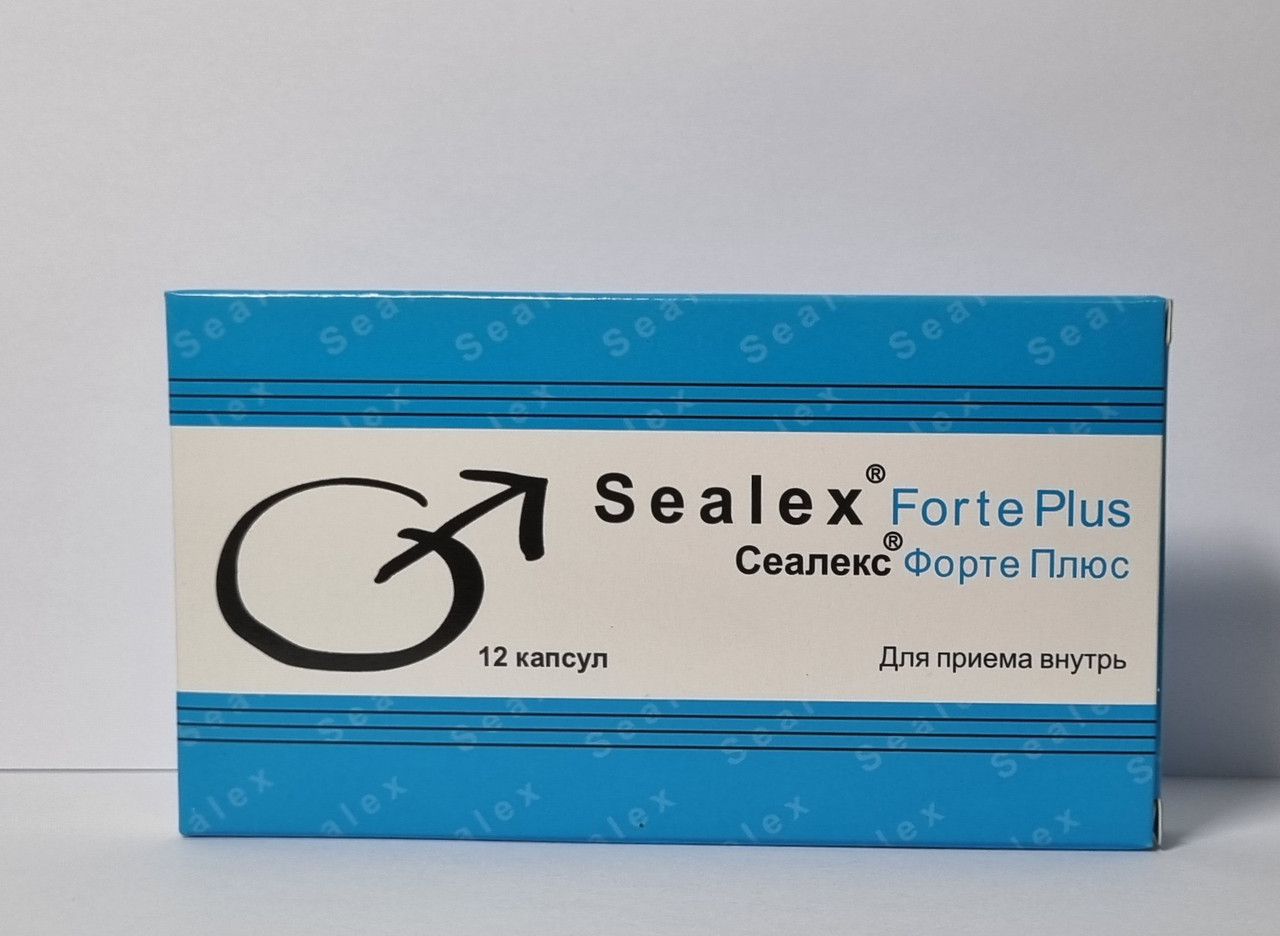 Sealex® Forte Plus
Сеалекс® Форте Плюс
12 капсул
Для приема внутрь